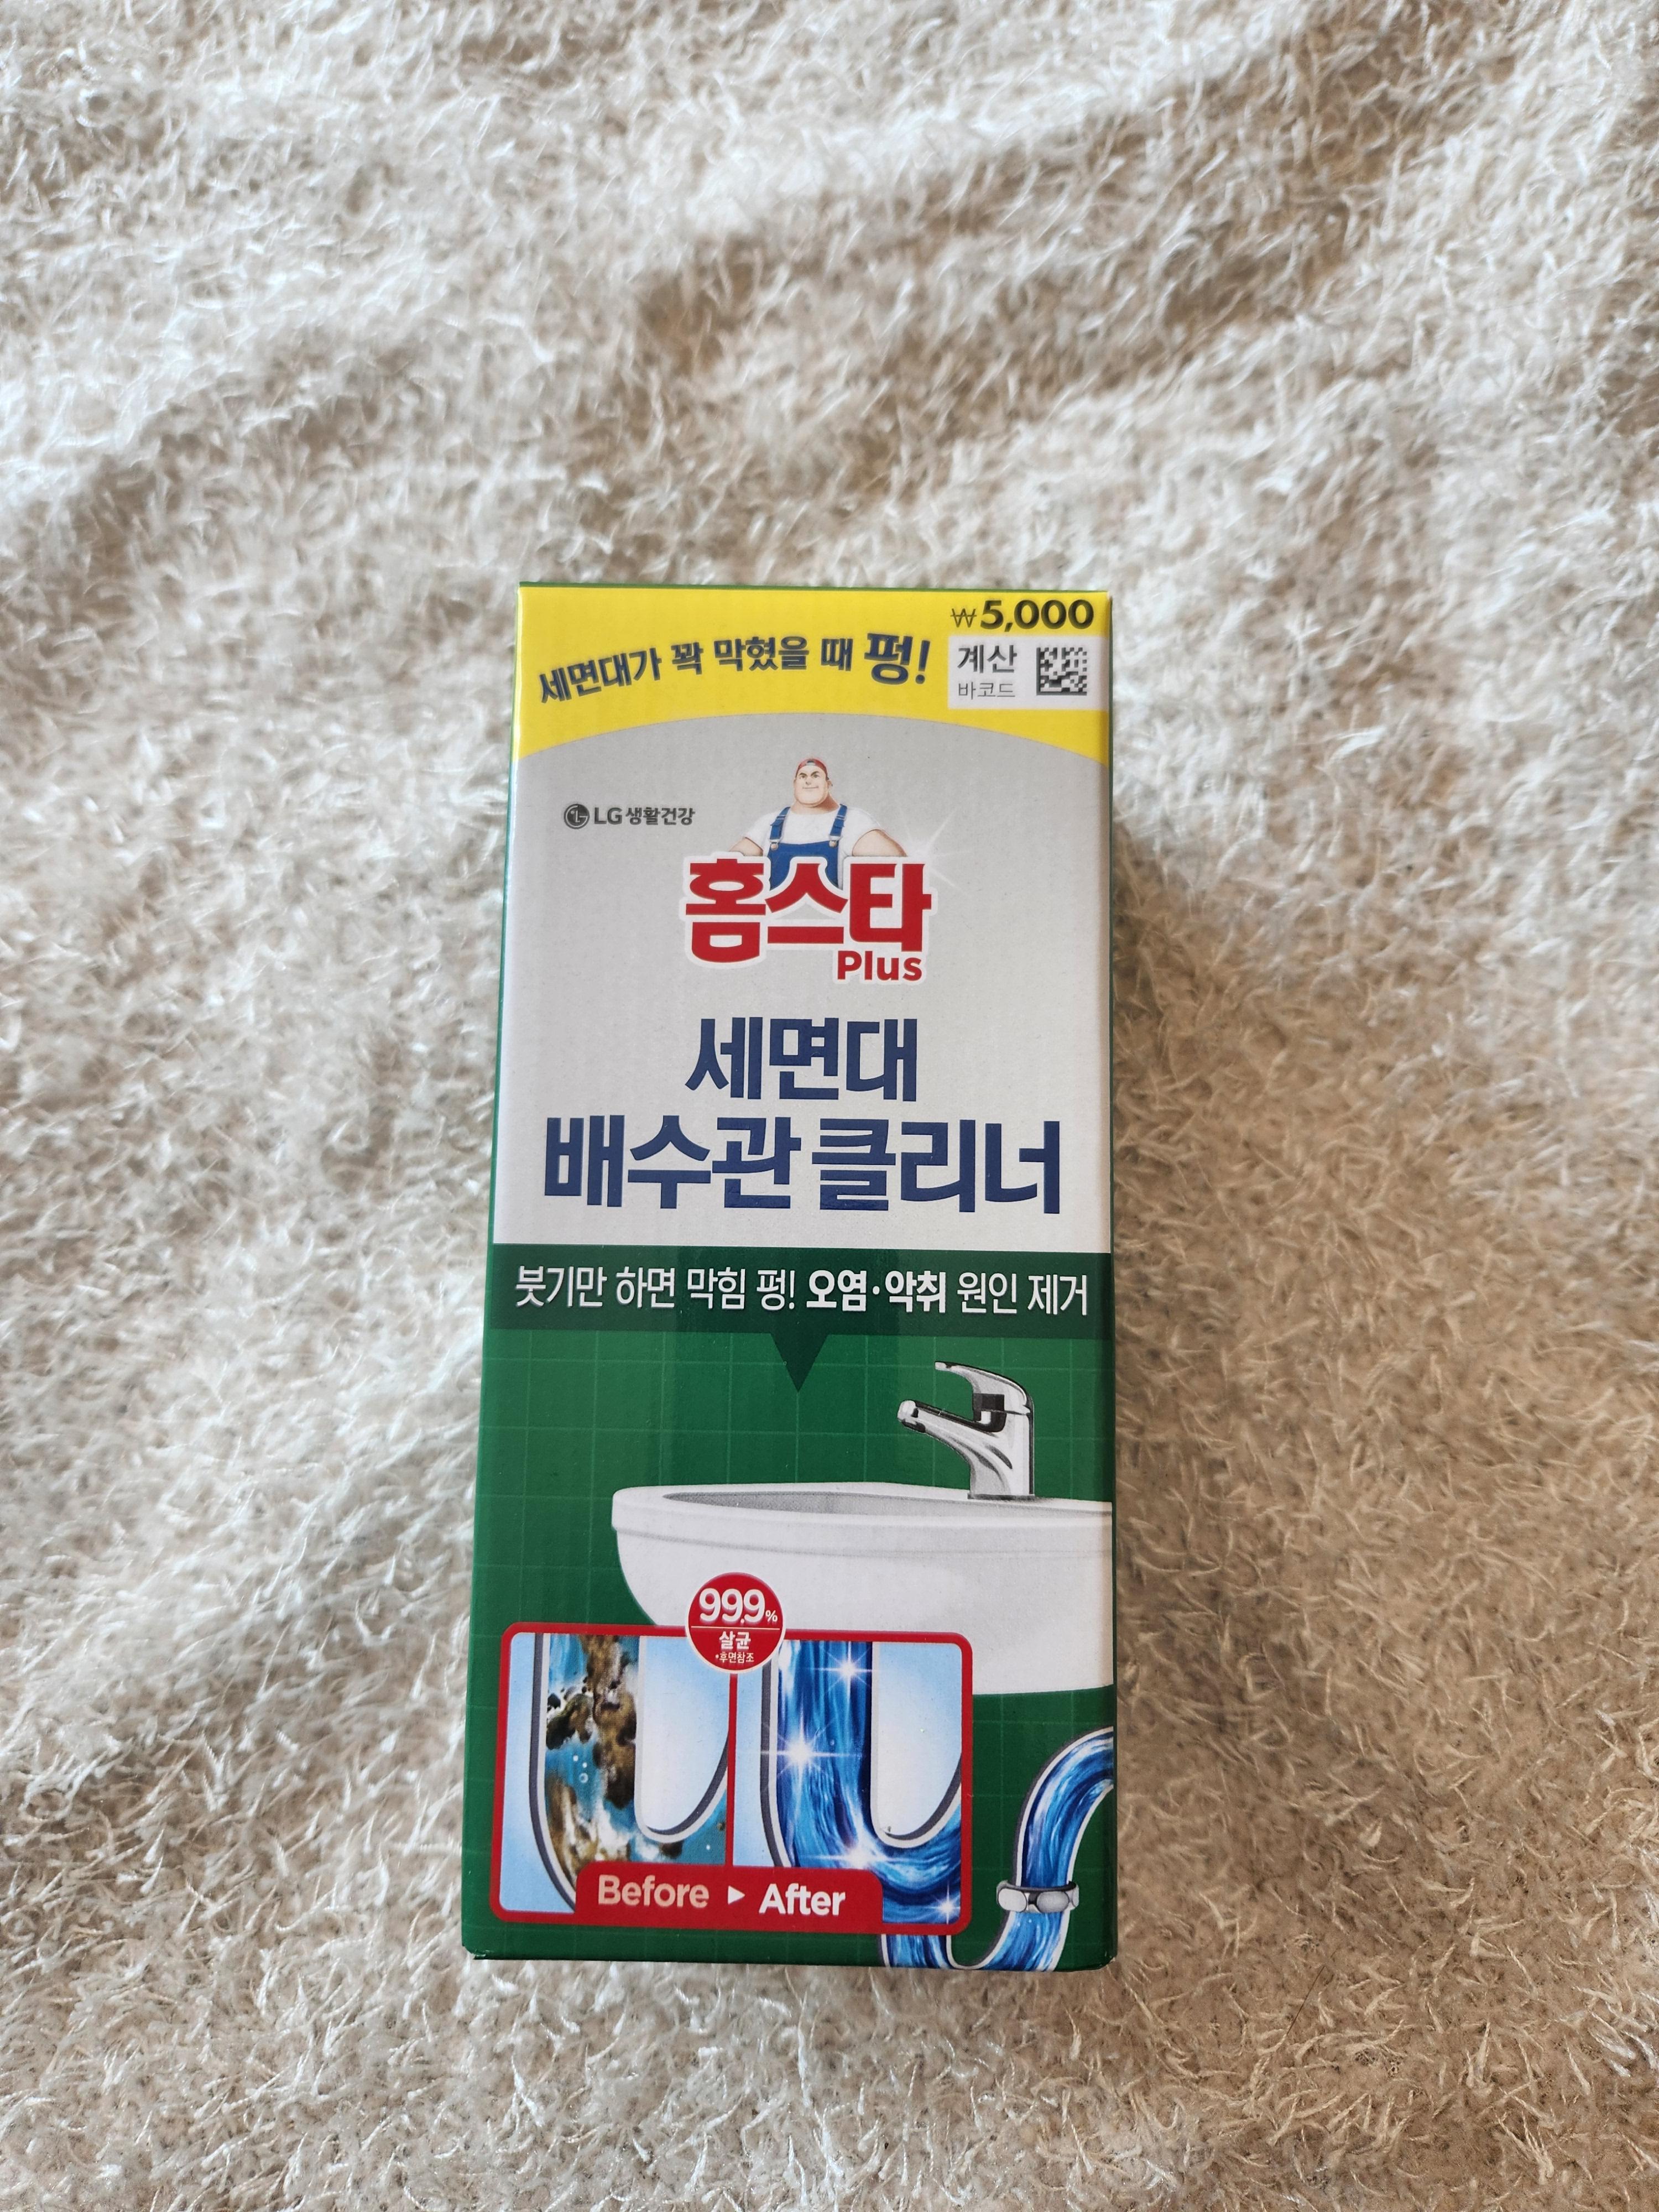 ₩5,000
세면대가 꽉 막혔을 때 펑!
계산
바코드
LG 생활건강
홈스타
Plus
세면대
배수관 클리너
붓기만 하면 막힘 펑! 오염·악취 원인 제거
99.9%
살균
*후면참조
Before ▶ After